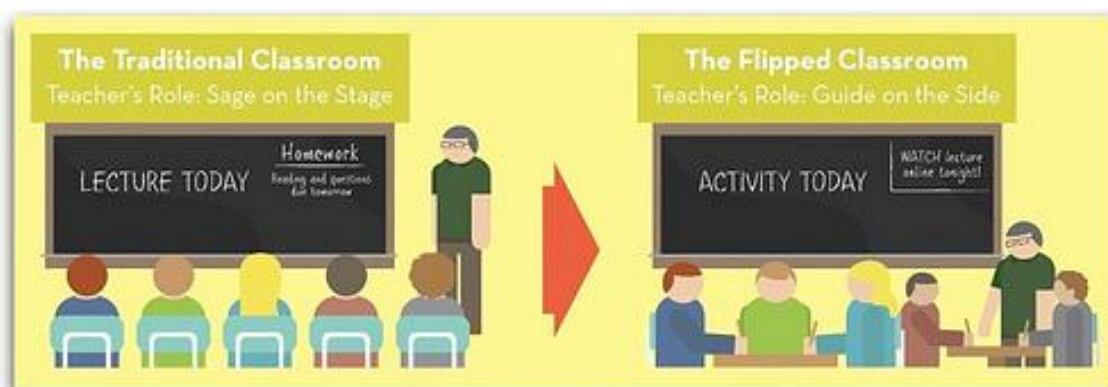 The Traditional Classroom
Teacher's Role: Sage on the Stage
LECTURE TODAY
Homework
Reading and questions
due tomorrow
The Flipped Classroom
Teacher's Role: Guide on the Side
ACTIVITY TODAY
WATCH lecture
online tonight!